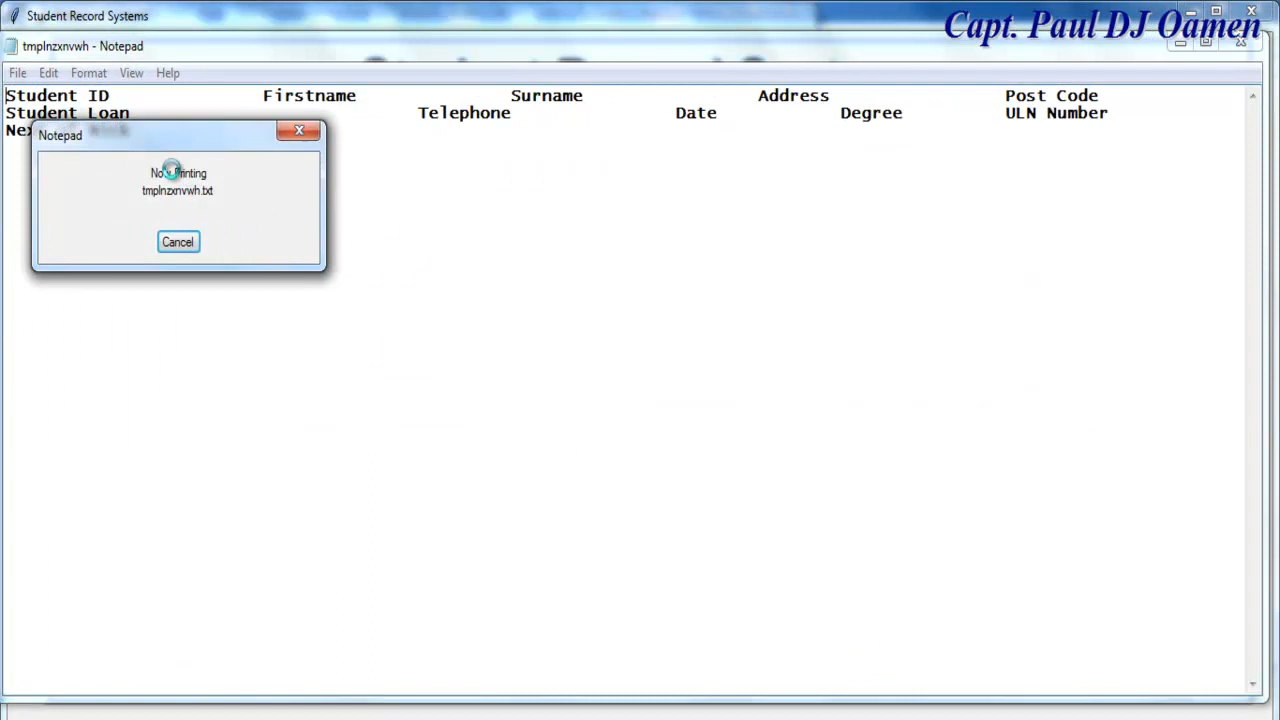 Student Record Systems
Capt. Paul DJ Oamen
tmplnzxnvwh - Notepad
File Edit Format View Help
Student ID Firstname Surname Address Post Code
Student Loan Telephone Date Degree ULN Number
Notepad
Now Printing
tmplnzxnvwh.txt
Cancel